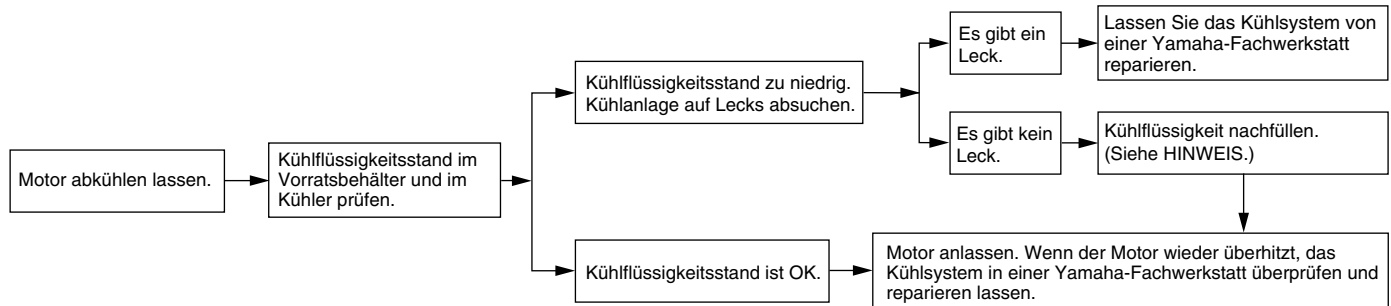 Motor abkühlen lassen.
Kühlflüssigkeitsstand im
Vorratsbehälter und im
Kühler prüfen.
Kühlflüssigkeitsstand zu niedrig.
Kühlanlage auf Lecks absuchen.
Es gibt ein
Leck.
Lassen Sie das Kühlsystem von
einer Yamaha-Fachwerkstatt
reparieren.
Es gibt kein
Leck.
Kühlflüssigkeit nachfüllen.
(Siehe HINWEIS.)
Kühlflüssigkeitsstand ist OK.
Motor anlassen. Wenn der Motor wieder überhitzt, das
Kühlsystem in einer Yamaha-Fachwerkstatt überprüfen und
reparieren lassen.